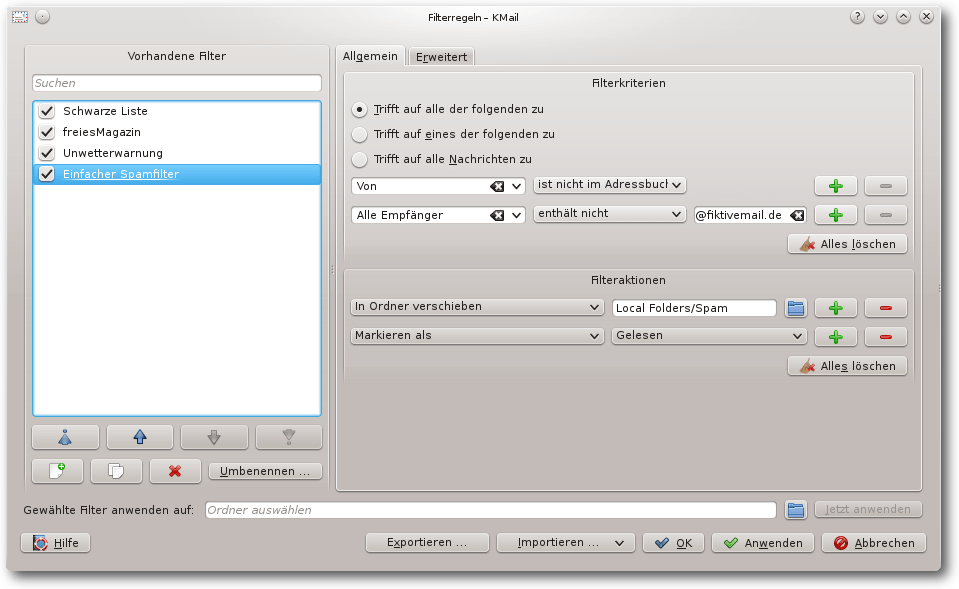 Filterregeln – KMail
Vorhandene Filter
Suchen
Schwarze Liste
freiesMagazin
Unwetterwarnung
Einfacher Spamfilter
Umbenennen ...
Allgemein
Erweitert
Filterkriterien
Trifft auf alle der folgenden zu
Trifft auf eines der folgenden zu
Trifft auf alle Nachrichten zu
Von ist nicht im Adressbuch
Alle Empfänger enthält nicht @fiktivemail.de
Alles löschen
Filteraktionen
In Ordner verschieben Local Folders/Spam
Markieren als Gelesen
Alles löschen
Gewählte Filter anwenden auf: Ordner auswählen Jetzt anwenden
Hilfe Exportieren ... Importieren ... OK Anwenden Abbrechen